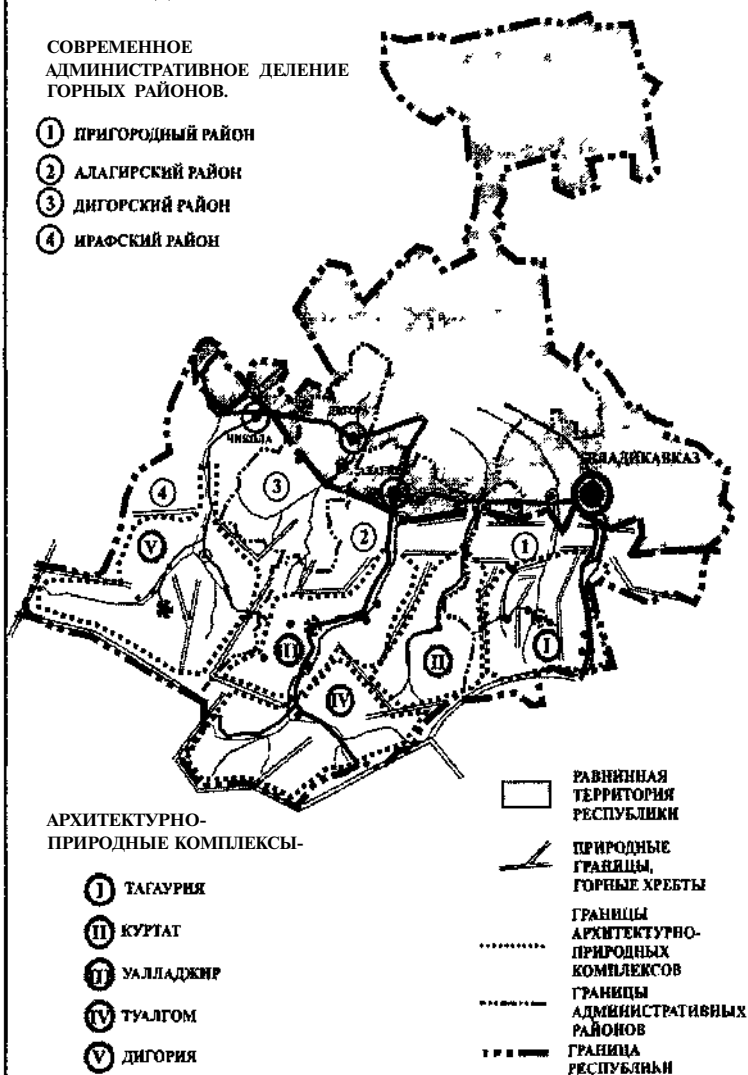 СОВРЕМЕННОЕ
АДМИНИСТРАТИВНОЕ ДЕЛЕНИЕ
ГОРНЫХ РАЙОНОВ.
1 ПРИГОРОДНЫЙ РАЙОН
2 АЛАГИРСКИЙ РАЙОН
3 ДИГОРСКИЙ РАЙОН
4 ИРАФСКИЙ РАЙОН
ЧИКОЛА
ДИГОРА
ВЛАДИКАВКАЗ
4
3
2
1
V
III
II
I
IV
АРХИТЕКТУРНО-
ПРИРОДНЫЕ КОМПЛЕКСЫ-
I ТАГАУРИЯ
II КУРТАТ
III УАЛЛАДЖИР
IV ТУАЛГОМ
V ДИГОРИЯ
РАВНИННАЯ
ТЕРРИТОРИЯ
РЕСПУБЛИКИ
ПРИРОДНЫЕ
ГРАНИЦЫ,
ГОРНЫЕ ХРЕБТЫ
ГРАНИЦЫ
АРХИТЕКТУРНО-
ПРИРОДНЫХ
КОМПЛЕКСОВ
ГРАНИЦЫ
АДМИНИСТРАТИВНЫХ
РАЙОНОВ
ГРАНИЦА
РЕСПУБЛИКИ